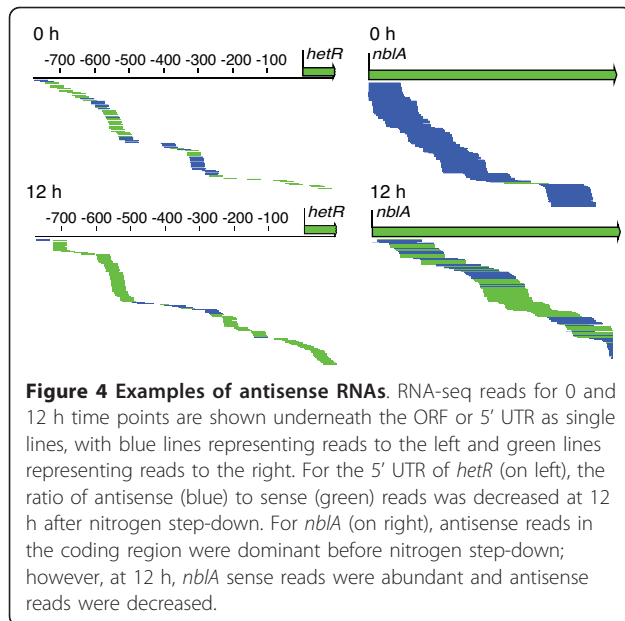 0 h
-700 -600 -500 -400 -300 -200 -100
hetR
0 h
nblA
12 h
-700 -600 -500 -400 -300 -200 -100
hetR
12 h
nblA
Figure 4 Examples of antisense RNAs. RNA-seq reads for 0 and
12 h time points are shown underneath the ORF or 5' UTR as single
lines, with blue lines representing reads to the left and green lines
representing reads to the right. For the 5' UTR of hetR (on left), the
ratio of antisense (blue) to sense (green) reads was decreased at 12
h after nitrogen step-down. For nblA (on right), antisense reads in
the coding region were dominant before nitrogen step-down;
however, at 12 h, nblA sense reads were abundant and antisense
reads were decreased.